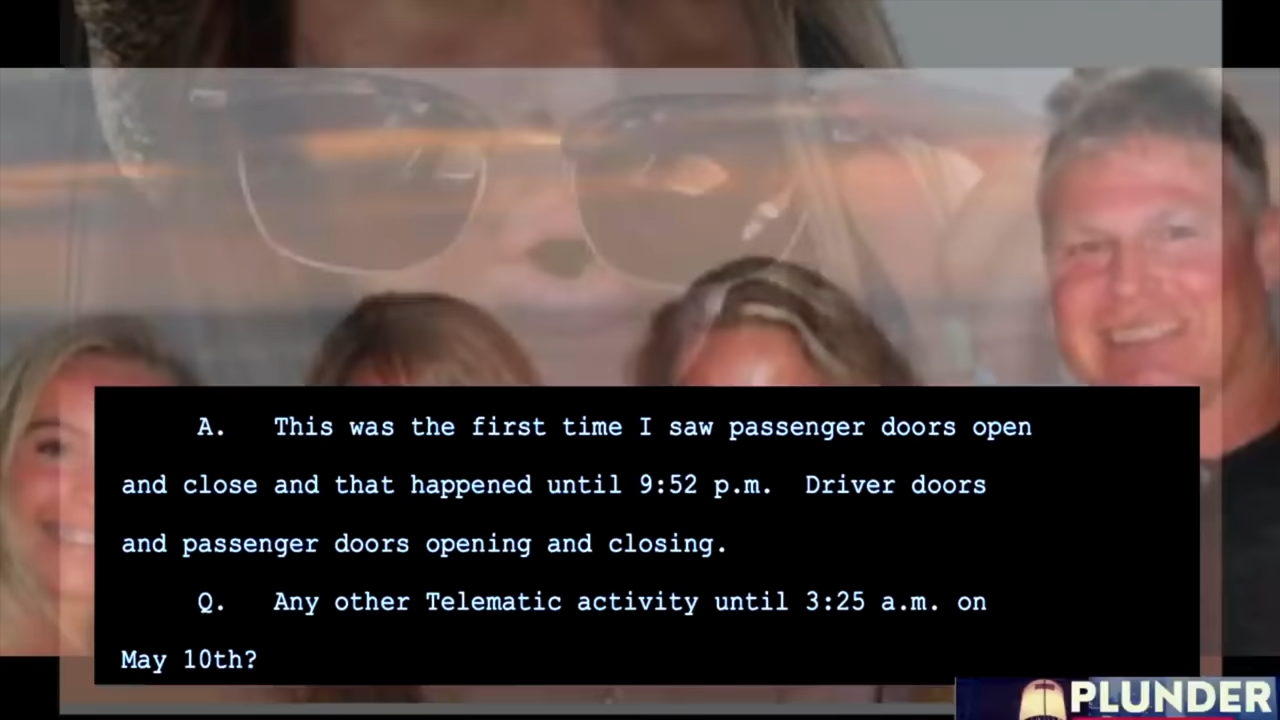 A. This was the first time I saw passenger doors open
and close and that happened until 9:52 p.m. Driver doors
and passenger doors opening and closing.
Q. Any other Telematic activity until 3:25 a.m. on
May 10th?
PLUNDER